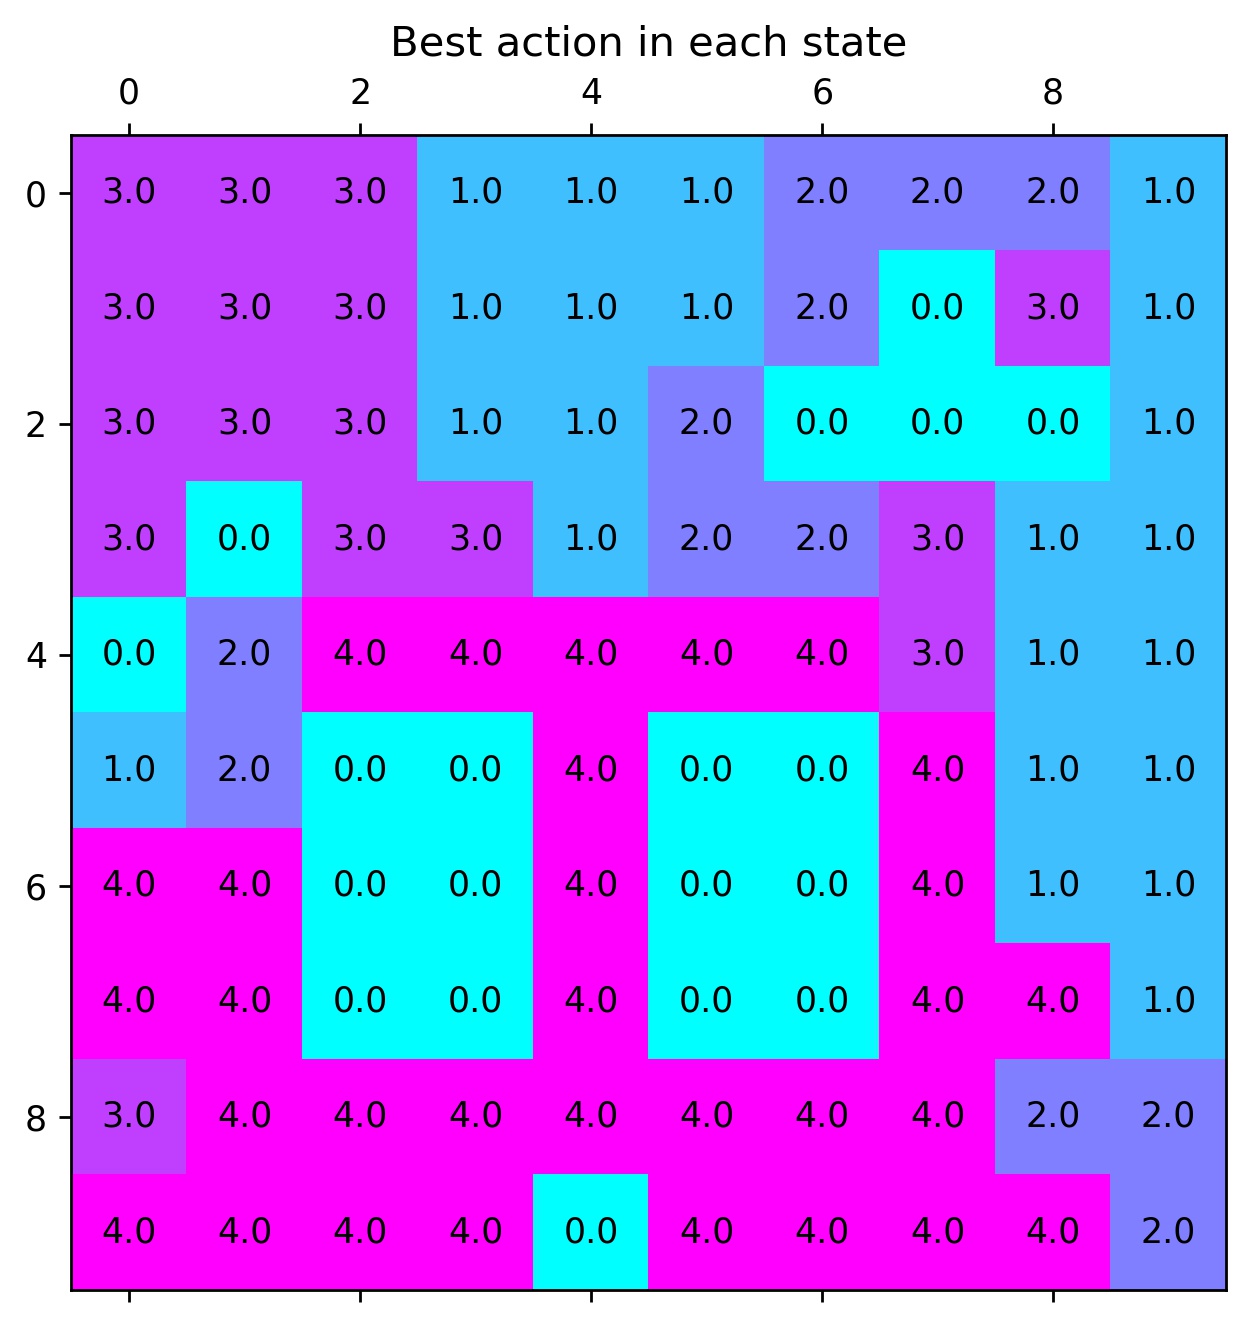 Best action in each state
0 2 4 6 8
0 3.0 3.0 3.0 1.0 1.0 1.0 2.0 2.0 2.0 1.0
3.0 3.0 3.0 1.0 1.0 1.0 2.0 0.0 3.0 1.0
2 3.0 3.0 3.0 1.0 1.0 2.0 0.0 0.0 0.0 1.0
3.0 0.0 3.0 3.0 1.0 2.0 2.0 3.0 1.0 1.0
4 0.0 2.0 4.0 4.0 4.0 4.0 4.0 3.0 1.0 1.0
1.0 2.0 0.0 0.0 4.0 0.0 0.0 4.0 1.0 1.0
6 4.0 4.0 0.0 0.0 4.0 0.0 0.0 4.0 1.0 1.0
4.0 4.0 0.0 0.0 4.0 0.0 0.0 4.0 4.0 1.0
8 3.0 4.0 4.0 4.0 4.0 4.0 4.0 4.0 2.0 2.0
4.0 4.0 4.0 4.0 0.0 4.0 4.0 4.0 4.0 2.0